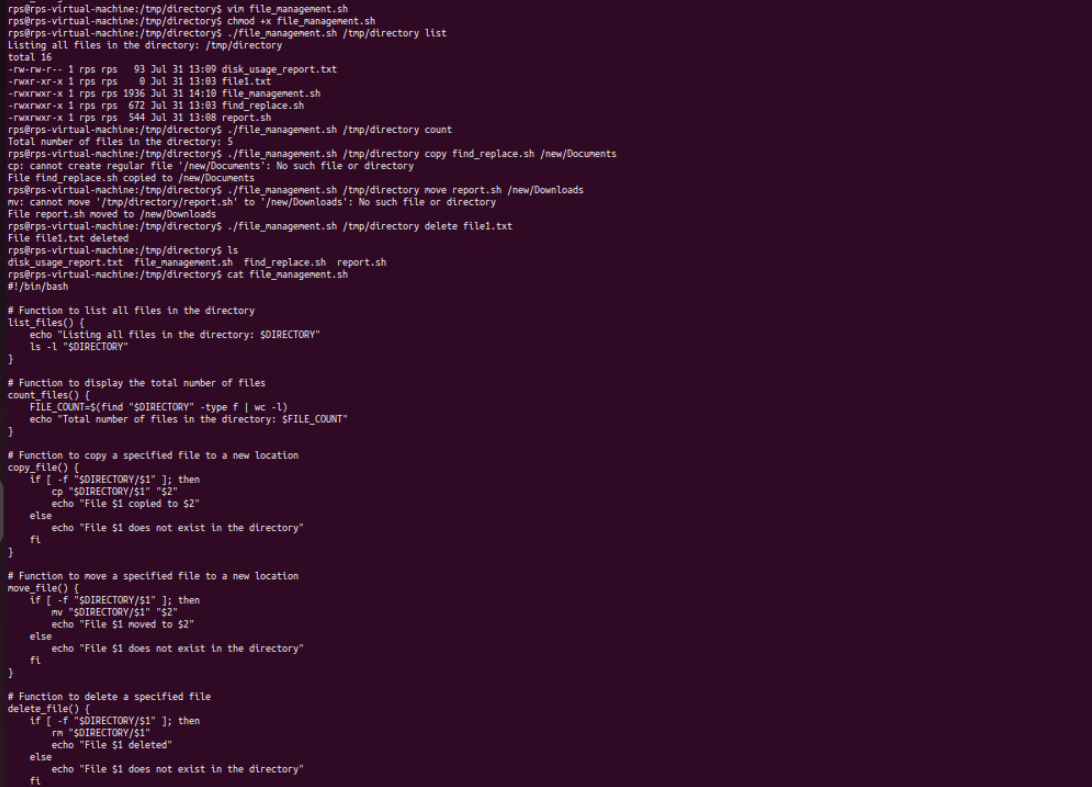 rps@rps-virtual-machine:/tmp/directory$ vim file_management.sh
rps@rps-virtual-machine:/tmp/directory$ chmod +x file_management.sh
rps@rps-virtual-machine:/tmp/directory$ ./file_management.sh /tmp/directory list
Listing all files in the directory: /tmp/directory
total 16
-rw-rw-r-- 1 rps rps   93 Jul 31 13:09 disk_usage_report.txt
-rwxr-xr-x 1 rps rps    0 Jul 31 13:03 file1.txt
-rwxrwxr-x 1 rps rps 1936 Jul 31 14:10 file_management.sh
-rwxrwxr-x 1 rps rps  672 Jul 31 13:03 find_replace.sh
-rwxrwxr-x 1 rps rps  544 Jul 31 13:08 report.sh
rps@rps-virtual-machine:/tmp/directory$ ./file_management.sh /tmp/directory count
Total number of files in the directory: 5
rps@rps-virtual-machine:/tmp/directory$ ./file_management.sh /tmp/directory copy find_replace.sh /new/Documents
cp: cannot create regular file '/new/Documents': No such file or directory
File find_replace.sh copied to /new/Documents
rps@rps-virtual-machine:/tmp/directory$ ./file_management.sh /tmp/directory move report.sh /new/Downloads
mv: cannot move '/tmp/directory/report.sh' to '/new/Downloads': No such file or directory
File report.sh moved to /new/Downloads
rps@rps-virtual-machine:/tmp/directory$ ./file_management.sh /tmp/directory delete file1.txt
File file1.txt deleted
rps@rps-virtual-machine:/tmp/directory$ ls
disk_usage_report.txt  file_management.sh  find_replace.sh  report.sh
rps@rps-virtual-machine:/tmp/directory$ cat file_management.sh
#!/bin/bash

# Function to list all files in the directory
list_files() {
    echo "Listing all files in the directory: $DIRECTORY"
    ls -l "$DIRECTORY"
}

# Function to display the total number of files
count_files() {
    FILE_COUNT=$(find "$DIRECTORY" -type f | wc -l)
    echo "Total number of files in the directory: $FILE_COUNT"
}

# Function to copy a specified file to a new location
copy_file() {
    if [ -f "$DIRECTORY/$1" ]; then
        cp "$DIRECTORY/$1" "$2"
        echo "File $1 copied to $2"
    else
        echo "File $1 does not exist in the directory"
    fi
}

# Function to move a specified file to a new location
move_file() {
    if [ -f "$DIRECTORY/$1" ]; then
        mv "$DIRECTORY/$1" "$2"
        echo "File $1 moved to $2"
    else
        echo "File $1 does not exist in the directory"
    fi
}

# Function to delete a specified file
delete_file() {
    if [ -f "$DIRECTORY/$1" ]; then
        rm "$DIRECTORY/$1"
        echo "File $1 deleted"
    else
        echo "File $1 does not exist in the directory"
    fi